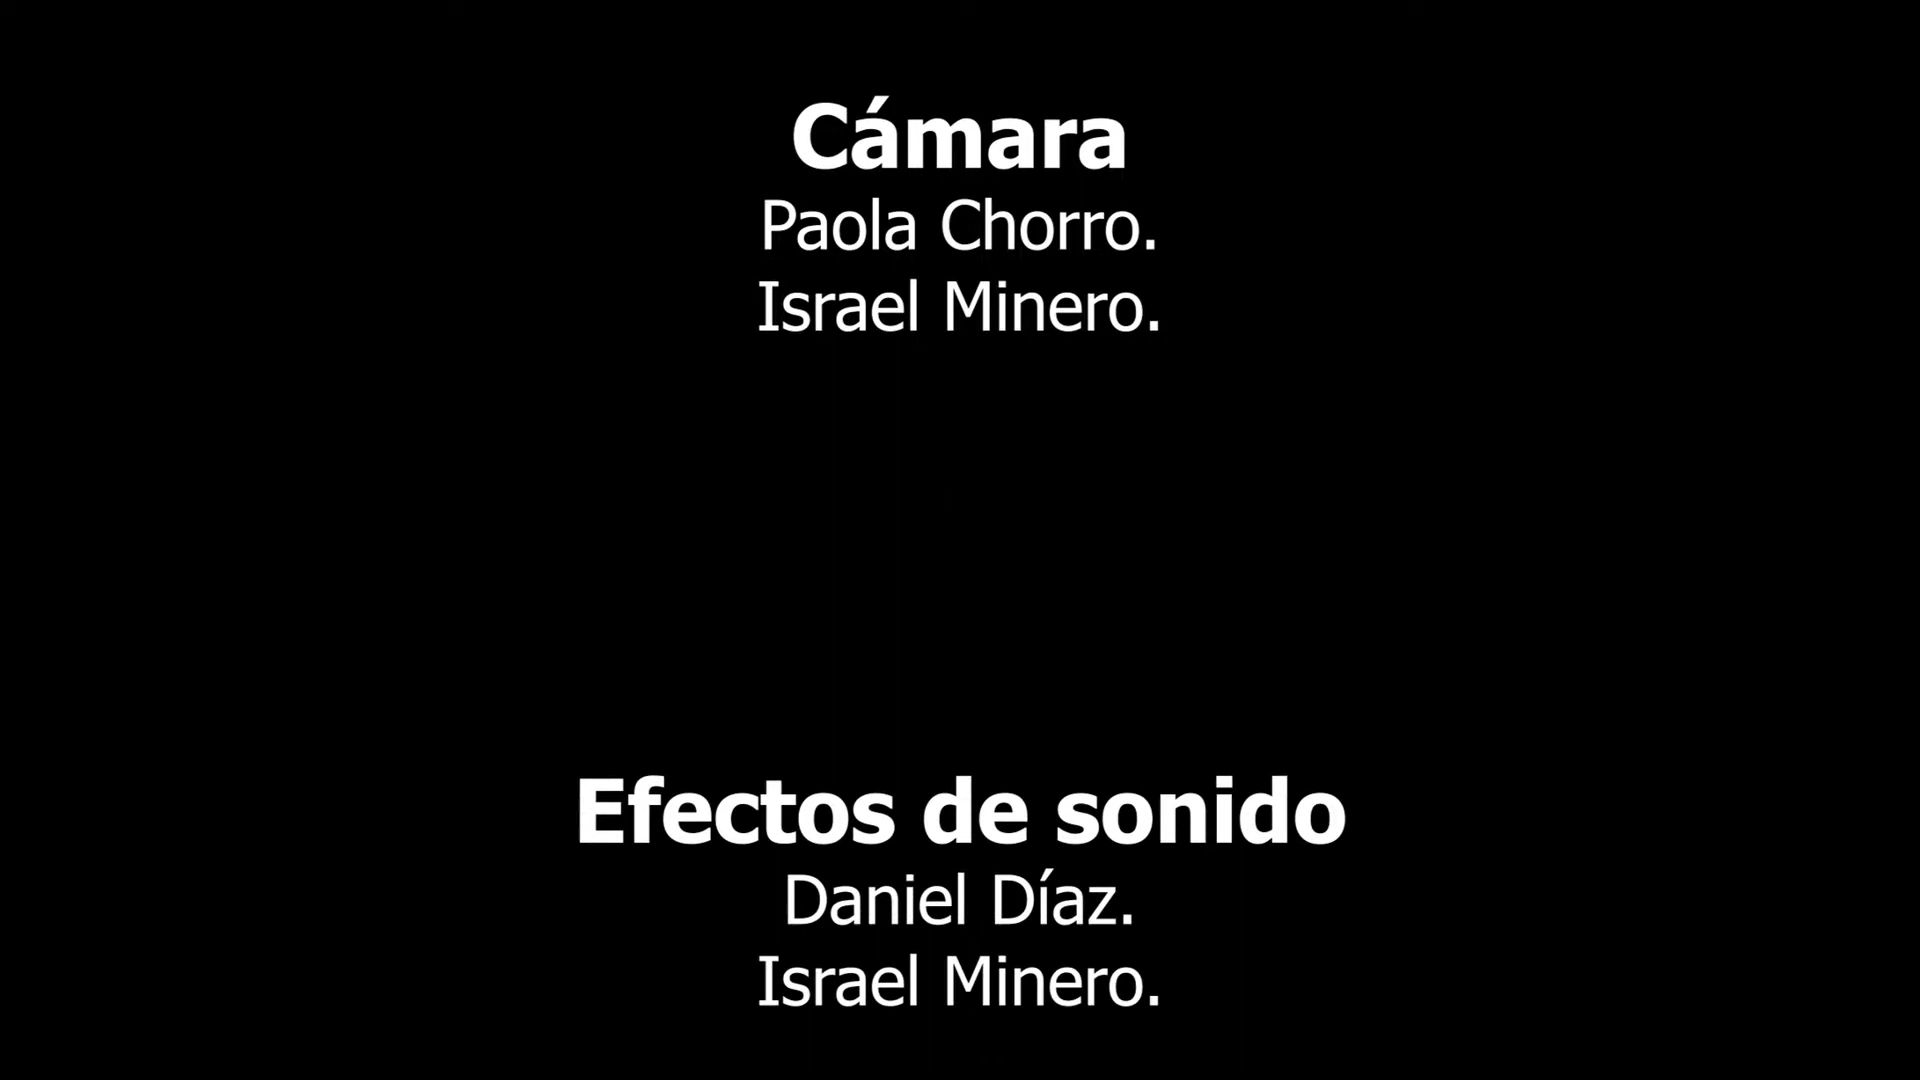 Cámara
Paola Chorro.
Israel Minero.
Efectos de sonido
Daniel Díaz.
Israel Minero.